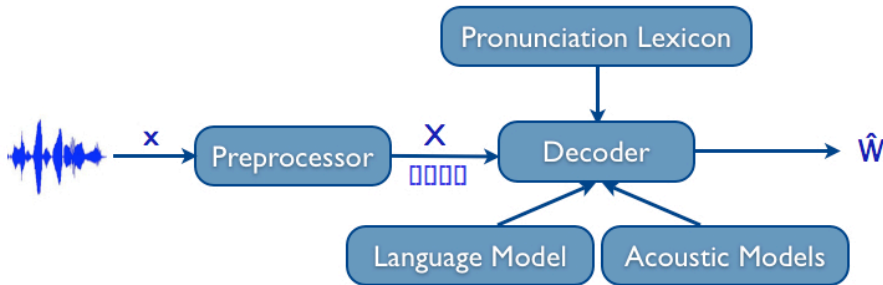 Pronunciation Lexicon
x
Preprocessor
X
Decoder
Ŵ
Language Model
Acoustic Models